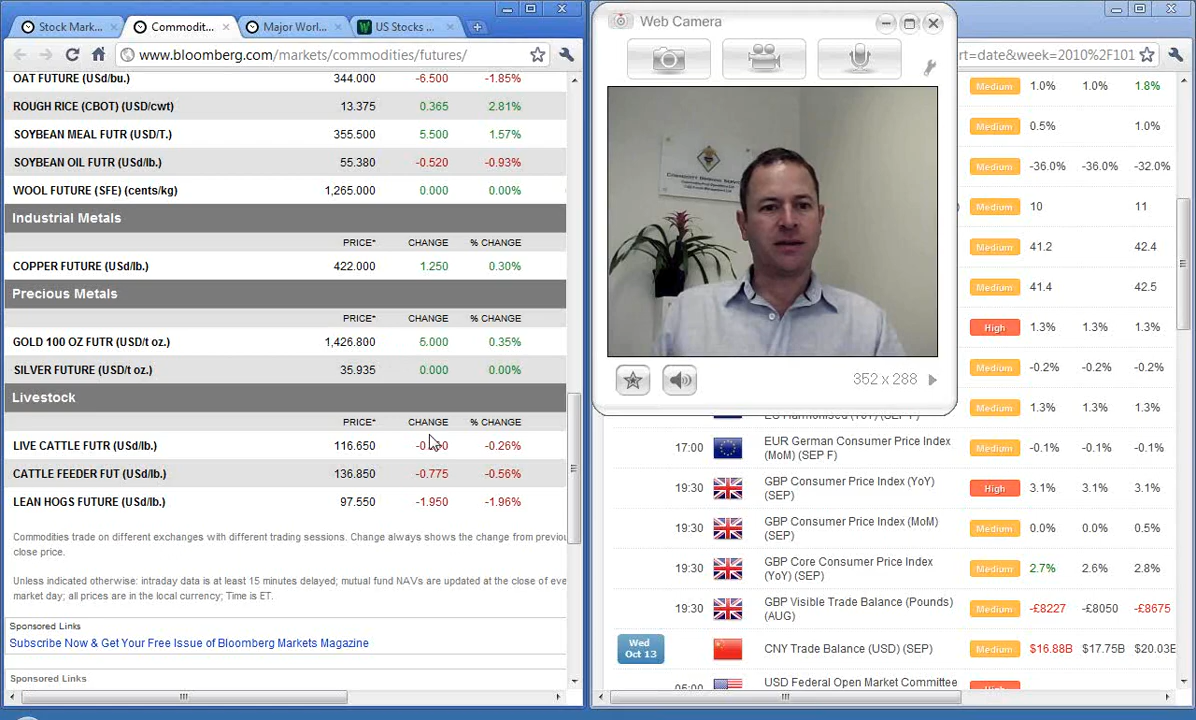 Stock Mark...
Commodit...
Major Worl...
US Stocks
Web Camera
www.bloomberg.com/markets/commodities/futures/
rt=date&week=2010%2F101
OAT FUTURE (USd/bu.) 344.000 -6.500 -1.85%
ROUGH RICE (CBOT) (USD/cwt) 13.375 0.365 2.81%
SOYBEAN MEAL FUTR (USD/T.) 355.500 5.500 1.57%
SOYBEAN OIL FUTR (USd/lb.) 55.380 -0.520 -0.93%
WOOL FUTURE (SFE) (cents/kg) 1,265.000 0.000 0.00%
Industrial Metals
PRICE* CHANGE % CHANGE
COPPER FUTURE (USd/lb.) 422.000 1.250 0.30%
Precious Metals
PRICE* CHANGE % CHANGE
GOLD 100 OZ FUTR (USD/t oz.) 1,426.800 5.000 0.35%
SILVER FUTURE (USD/t oz.) 35.935 0.000 0.00%
Livestock
PRICE* CHANGE % CHANGE
LIVE CATTLE FUTR (USd/lb.) 116.650 -0.26%
CATTLE FEEDER FUT (USd/lb.) 136.850 -0.775 -0.56%
LEAN HOGS FUTURE (USd/lb.) 97.550 -1.950 -1.96%
Commodities trade on different exchanges with different trading sessions. Change always shows the change from previou
close price.
Unless indicated otherwise: intraday data is at least 15 minutes delayed; mutual fund NAVs are updated at the close of eve
market day; all prices are in the local currency; Time is ET.
Sponsored Links
Subscribe Now & Get Your Free Issue of Bloomberg Markets Magazine
Sponsored Links
352 x 288
Medium 1.0% 1.0% 1.8%
Medium 0.5% 1.0%
Medium -36.0% -36.0% -32.0%
) Medium 10 11
Medium 41.2 42.4
Medium 41.4 42.5
High 1.3% 1.3% 1.3%
Medium -0.2% -0.2% -0.2%
Medium 1.3% 1.3% 1.3%
17:00 EUR German Consumer Price Index Medium -0.1% -0.1% -0.1%
(MoM) (SEP F)
19:30 GBP Consumer Price Index (YoY) High 3.1% 3.1% 3.1%
(SEP)
19:30 GBP Consumer Price Index (MoM) Medium 0.0% 0.0% 0.5%
(SEP)
19:30 GBP Core Consumer Price Index Medium 2.7% 2.6% 2.8%
(YoY) (SEP)
19:30 GBP Visible Trade Balance (Pounds) Medium -£8227 -£8050 -£8675
(AUG)
Wed
Oct 13
CNY Trade Balance (USD) (SEP) Medium $16.88B $17.75B $20.03E
USD Federal Open Market Committee